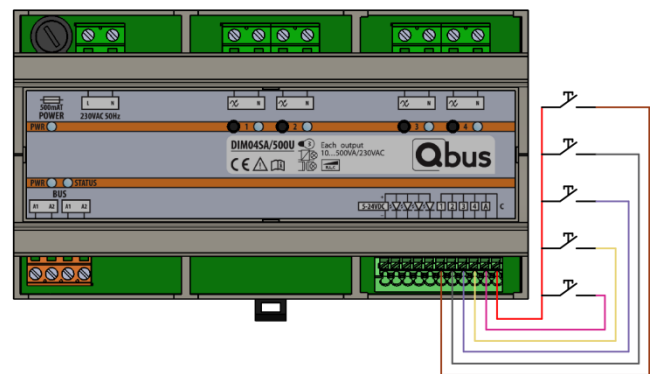 500mAT
POWER
L N
230VAC 50Hz
N
N
N
N
PWR
1
2
3
4
DIM04SA/500U
Each output
10...500VA/230VAC
CE
Qbus
PWR
STATUS
BUS
A1 A2
A1 A2
5-24VDC
1 2 3 4 A
C